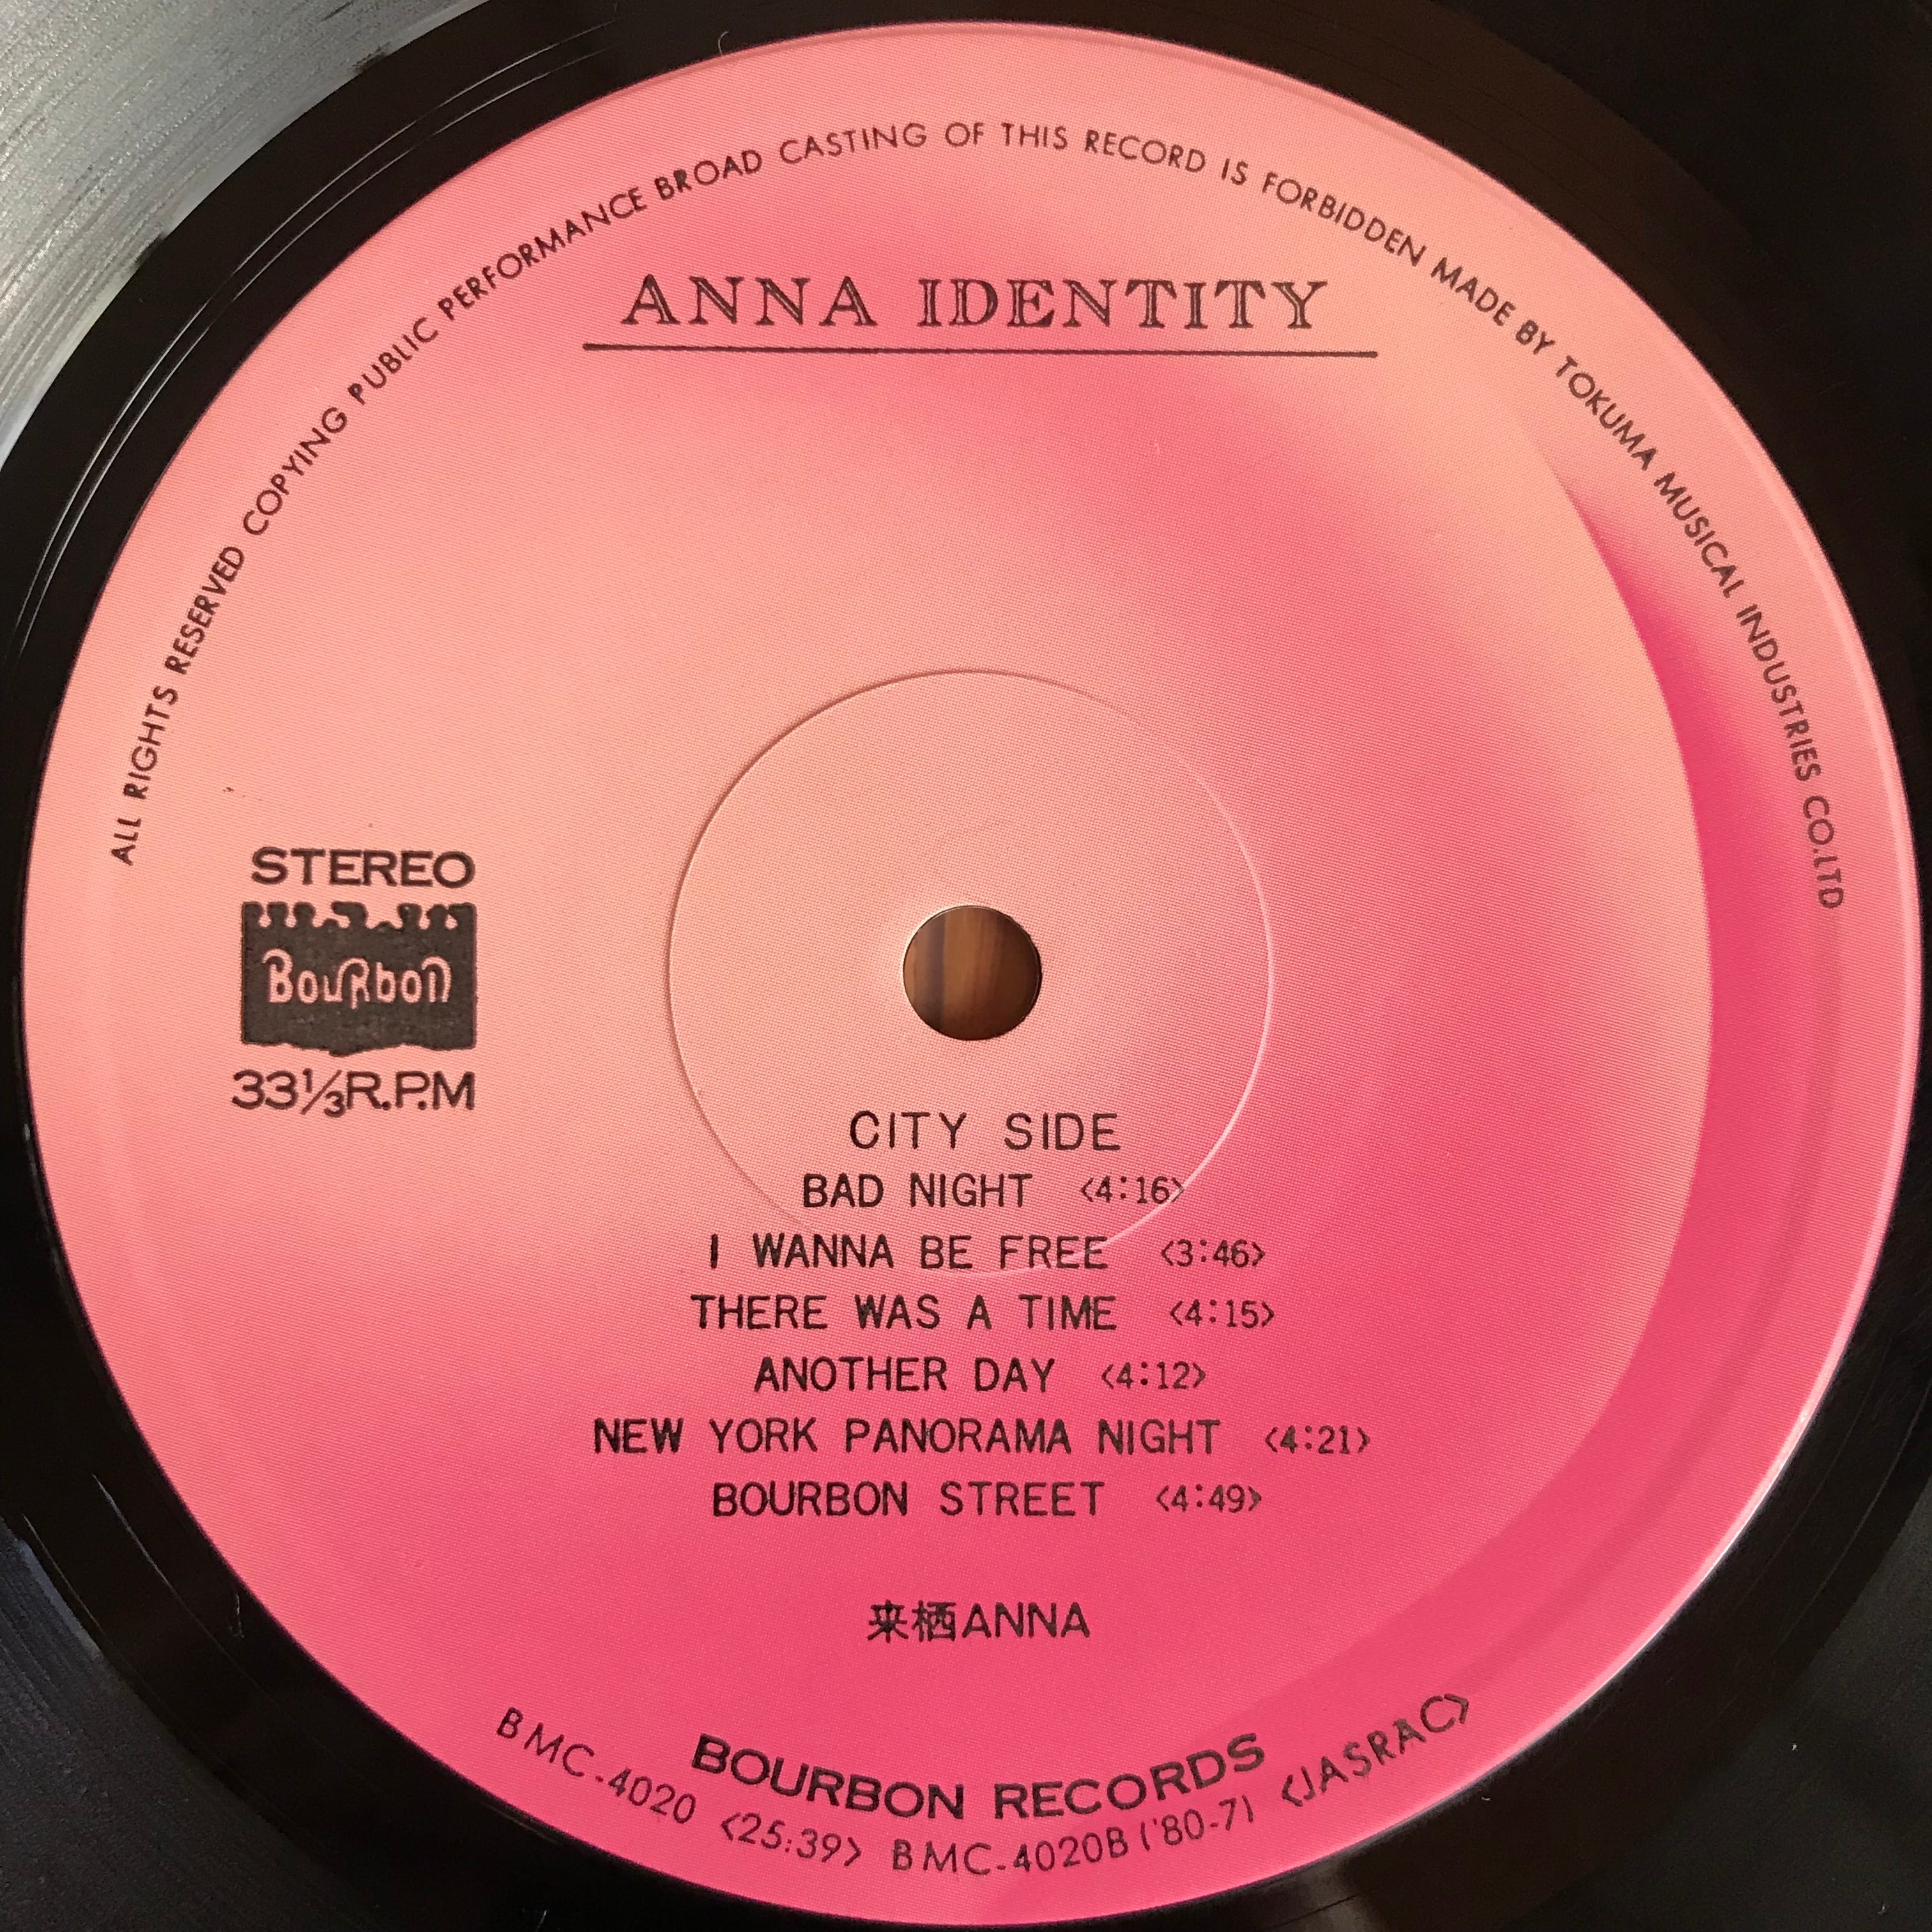 ALL RIGHTS RESERVED COPYING PUBLIC PERFORMANCE BROAD CASTING OF THIS RECORD IS FORBIDDEN MADE BY TOKUMA MUSICAL INDUSTRIES CO.LTD
ANNA IDENTITY
STEREO
BouRbon
33⅓R.P.M
CITY SIDE
BAD NIGHT <4:16>
I WANNA BE FREE <3:46>
THERE WAS A TIME <4:15>
ANOTHER DAY <4:12>
NEW YORK PANORAMA NIGHT <4:21>
BOURBON STREET <4:49>
来栖ANNA
BOURBON RECORDS
BMC-4020 <25:39> BMC-4020B ('80-7) <JASRAC>